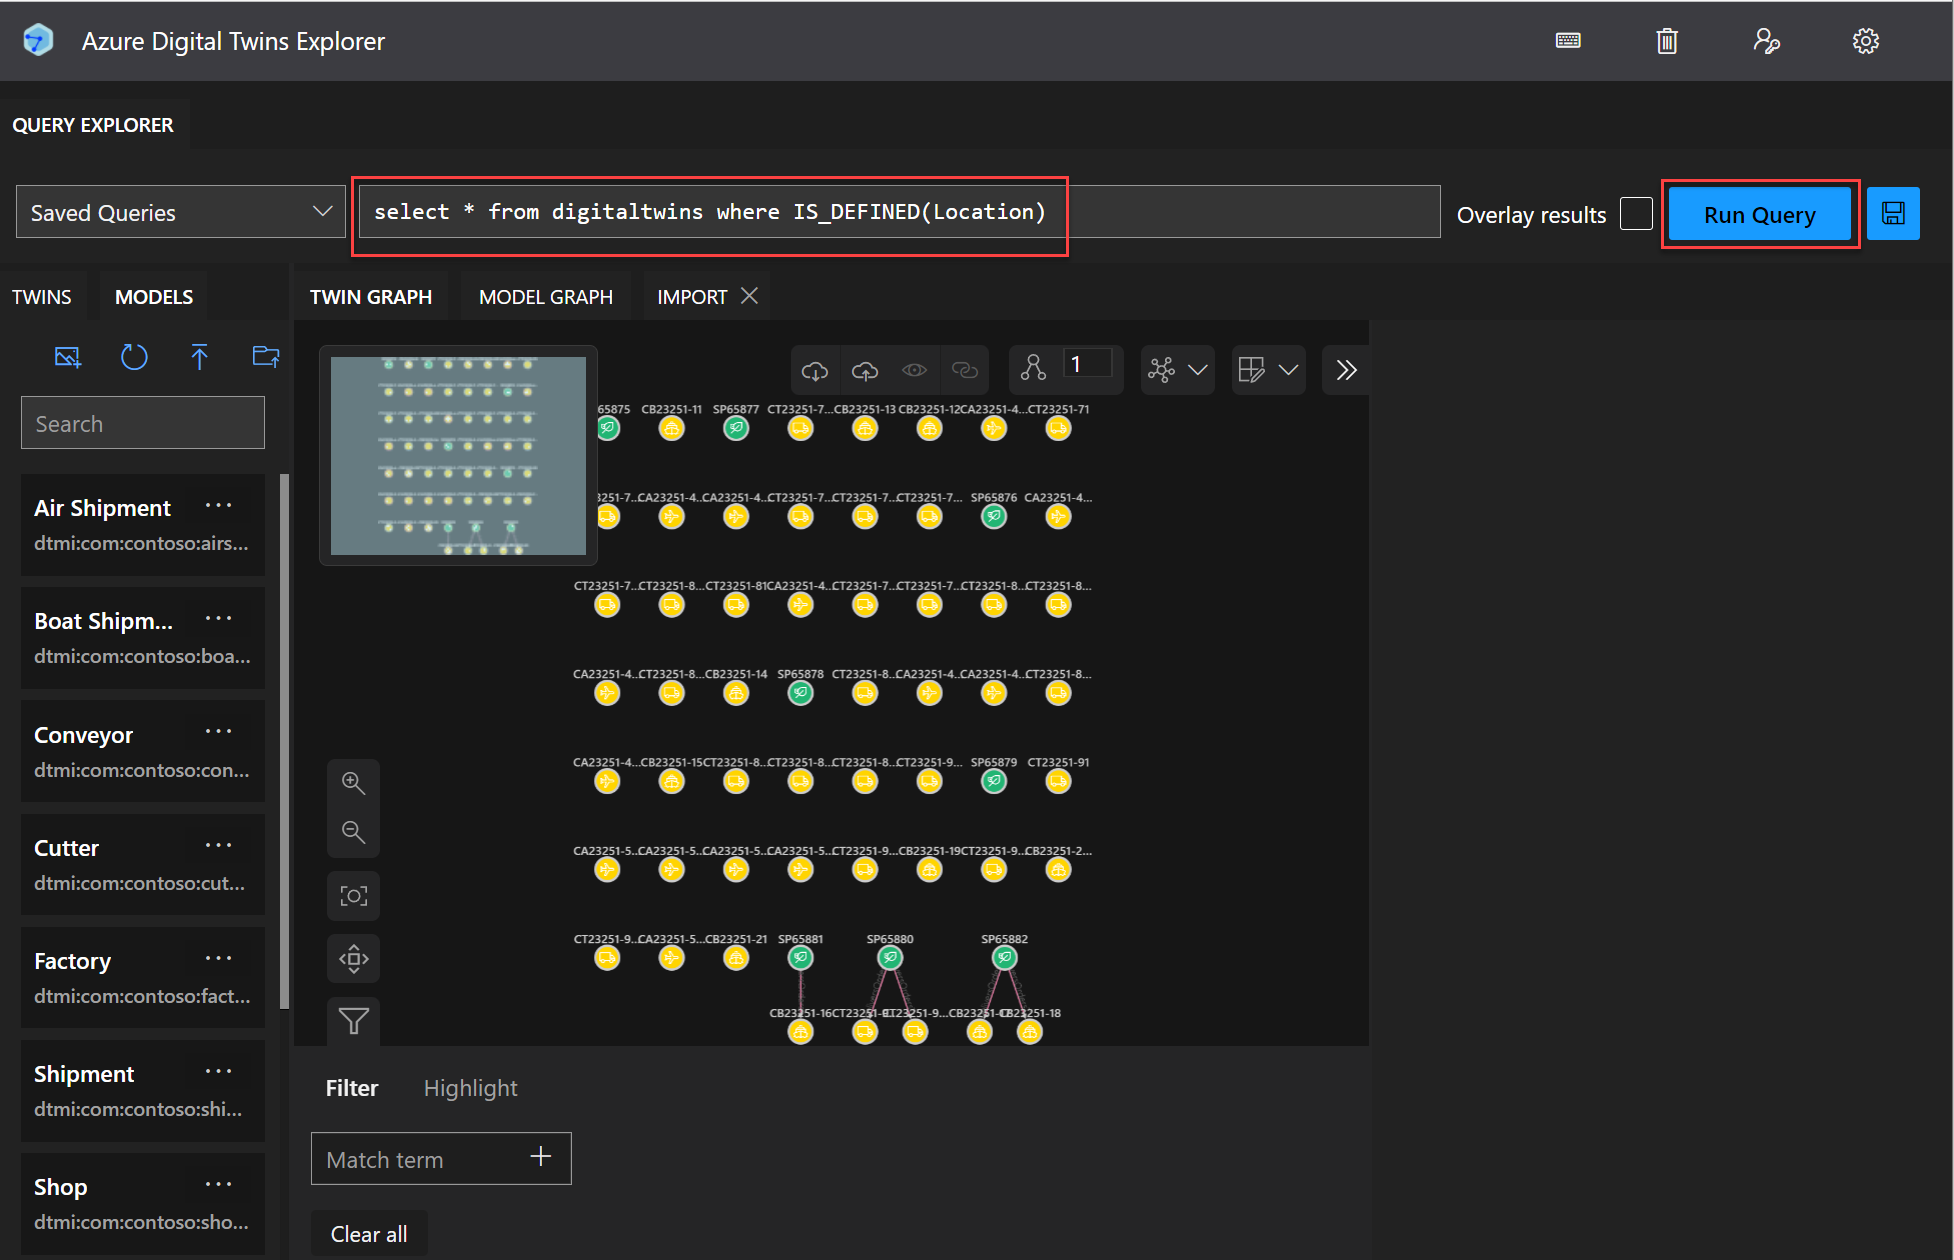 Azure Digital Twins Explorer
QUERY EXPLORER
Saved Queries
select * from digitaltwins where IS_DEFINED(Location)
Overlay results
Run Query
TWINS
MODELS
TWIN GRAPH
MODEL GRAPH
IMPORT
1
Search
65875 CB23251-11 SP65877 CT23251-7... CB23251-13 CB23251-12 CA23251-4... CT23251-71
3251-7... CA23251-4... CA23251-4... CT23251-7... CT23251-7... CT23251-7... SP65876 CA23251-4...
CT23251-7... CT23251-8... CT23251-81 CA23251-4... CT23251-7... CT23251-7... CT23251-8... CT23251-8...
CA23251-4... CT23251-8... CB23251-14 SP65878 CT23251-8... CA23251-4... CA23251-4... CT23251-8...
CA23251-4... CB23251-15 CT23251-8... CT23251-8... CT23251-8... CT23251-9... SP65879 CT23251-91
CA23251-5... CA23251-5... CA23251-5... CA23251-5... CT23251-9... CB23251-19 CT23251-9... CB23251-2...
CT23251-9... CA23251-5... CB23251-21 SP65881 SP65880 SP65882
CB23251-16 CT23251-9... CB23251-18
Air Shipment ...
dtmi:com:contoso:airs...
Boat Shipm... ...
dtmi:com:contoso:boa...
Conveyor ...
dtmi:com:contoso:con...
Cutter ...
dtmi:com:contoso:cut...
Factory ...
dtmi:com:contoso:fact...
Shipment ...
dtmi:com:contoso:shi...
Shop ...
dtmi:com:contoso:sho...
Filter
Highlight
Match term
Clear all